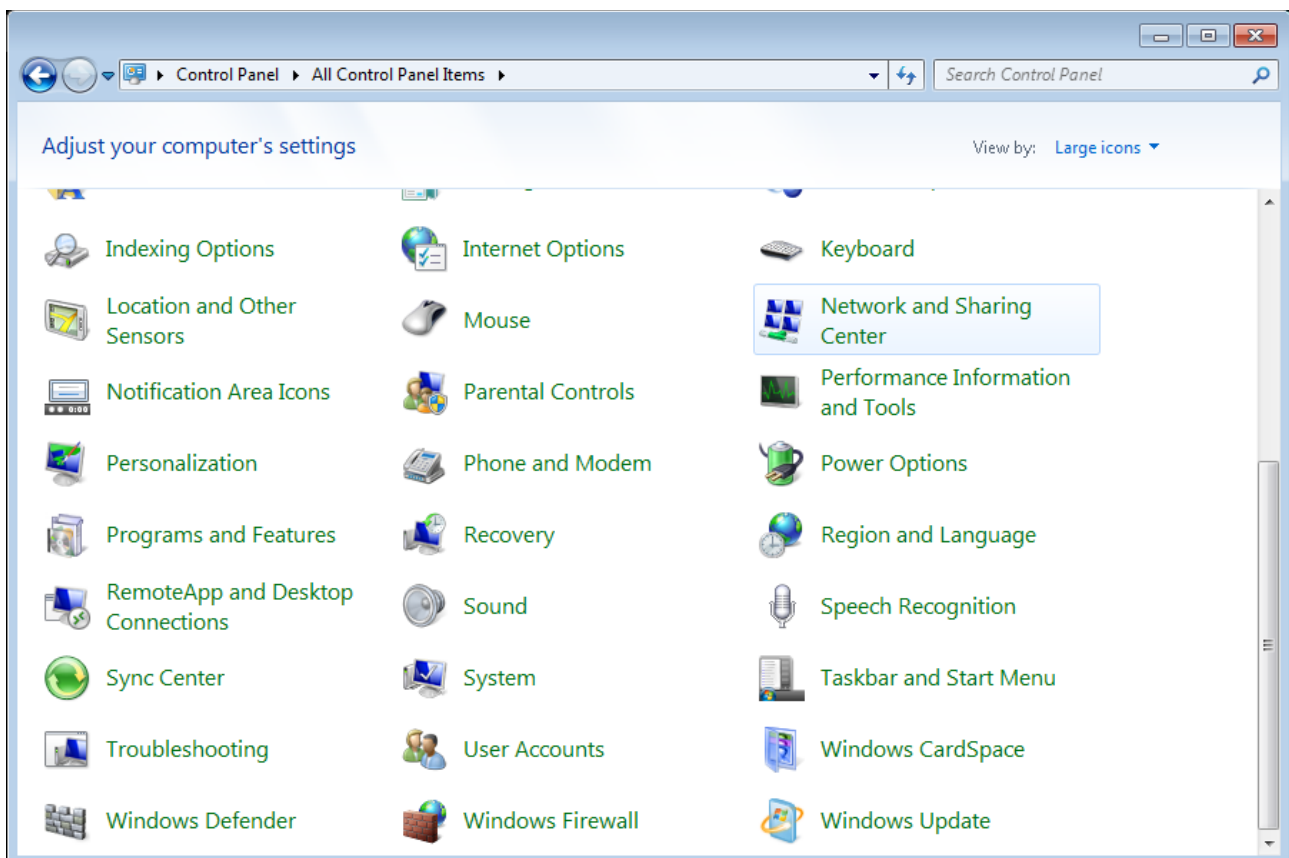 Control Panel All Control Panel Items
Search Control Panel
Adjust your computer's settings
View by: Large icons
Indexing Options
Internet Options
Keyboard
Location and Other
Sensors
Mouse
Network and Sharing
Center
Notification Area Icons
Parental Controls
Performance Information
and Tools
Personalization
Phone and Modem
Power Options
Programs and Features
Recovery
Region and Language
RemoteApp and Desktop
Connections
Sound
Speech Recognition
Sync Center
System
Taskbar and Start Menu
Troubleshooting
User Accounts
Windows CardSpace
Windows Defender
Windows Firewall
Windows Update